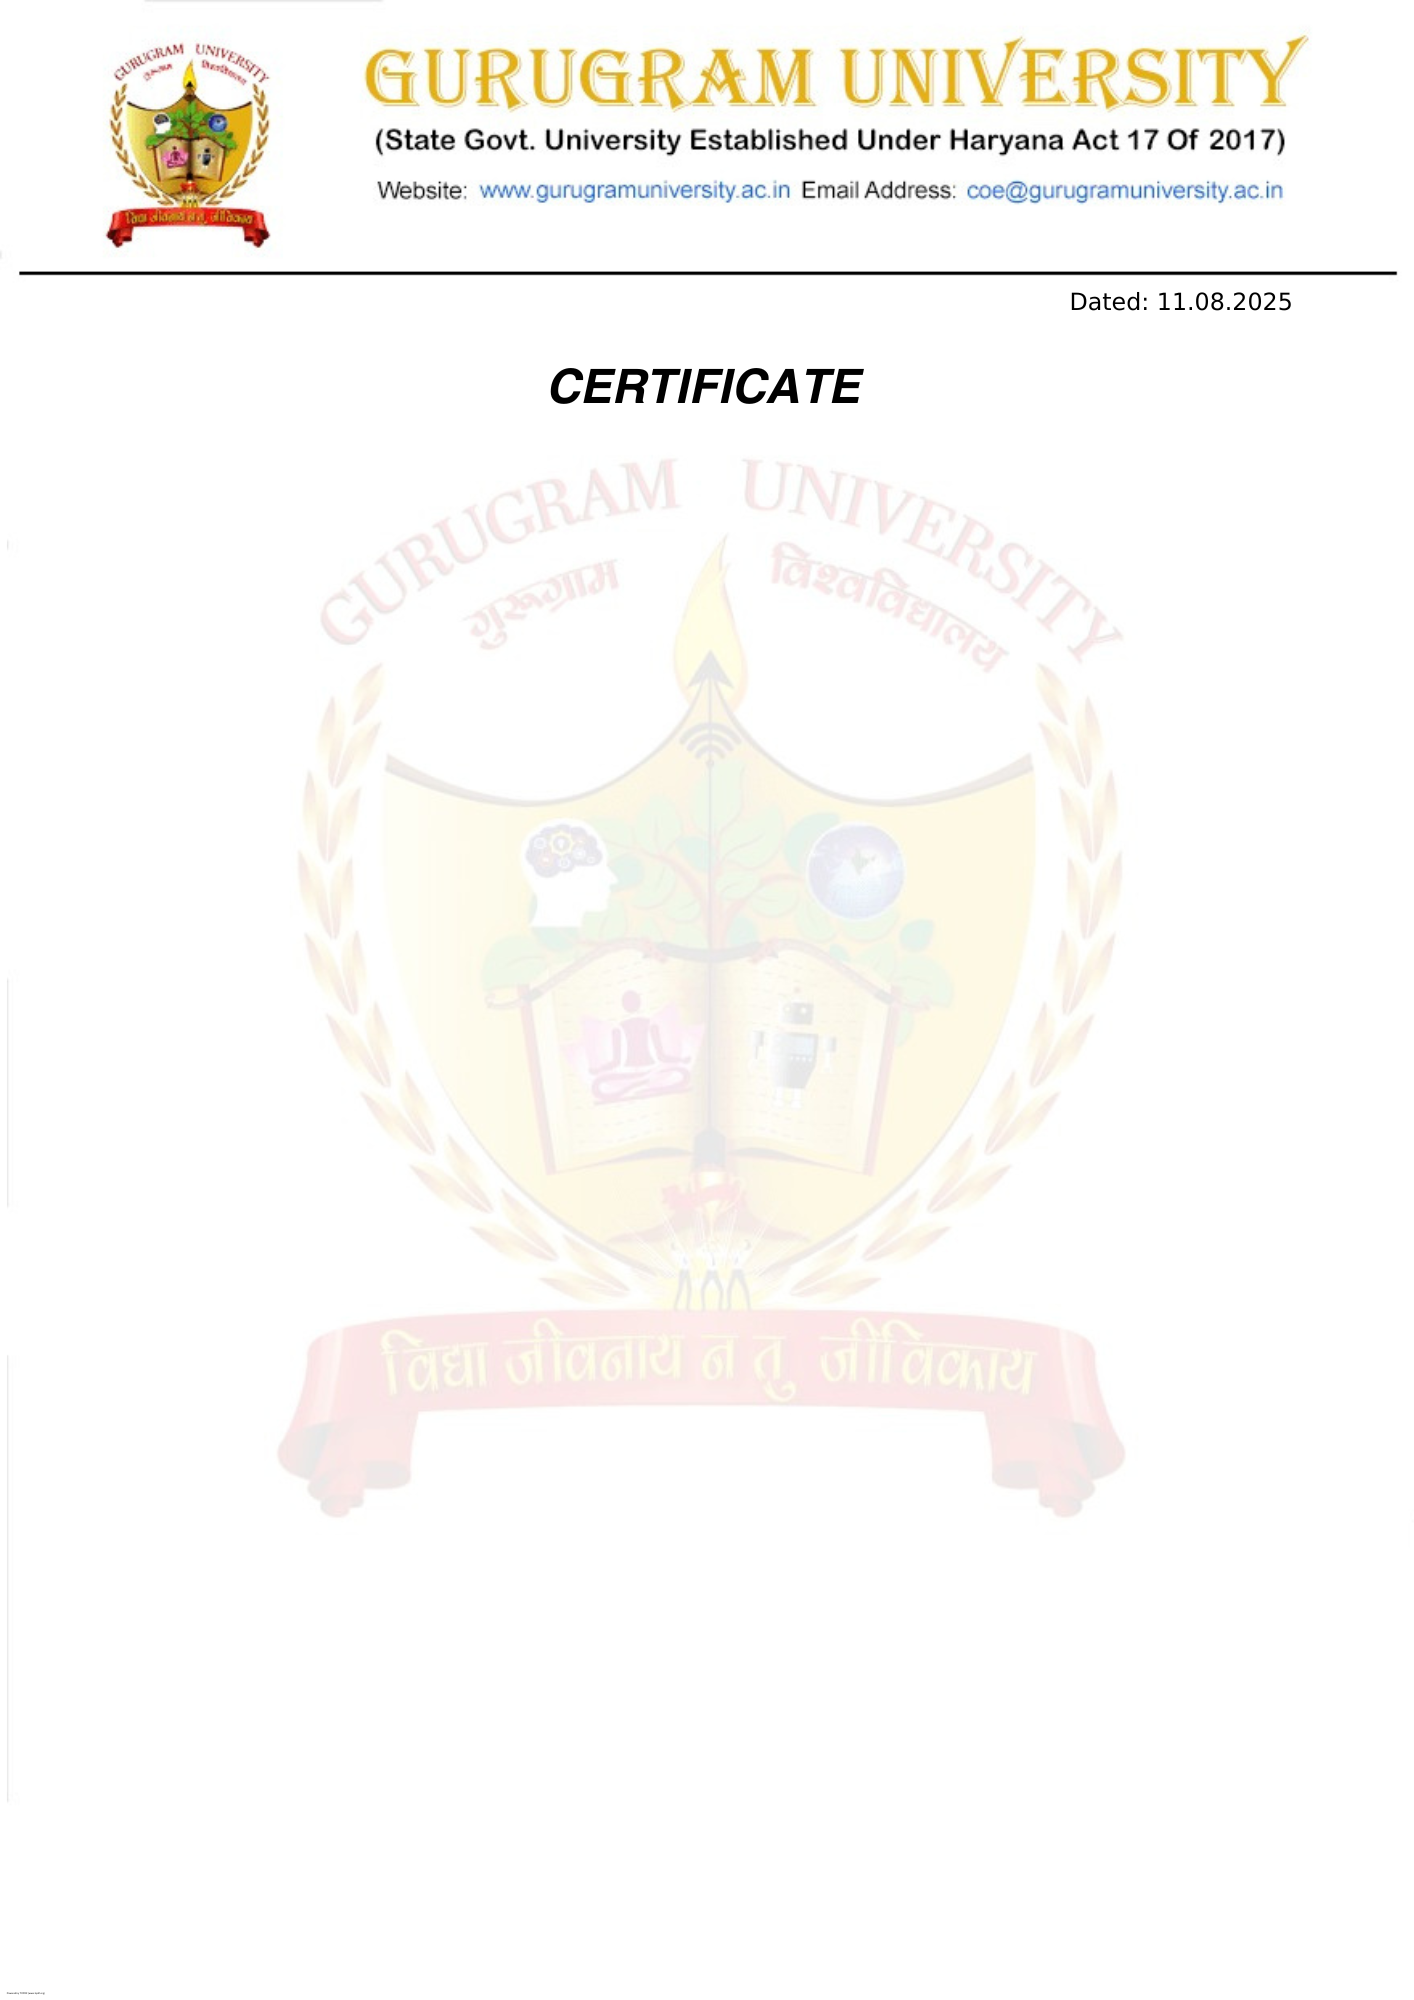 GURUGRAM UNIVERSITY
गुरूग्राम विश्वविद्यालय
विद्या जीवनाय न तु जीविकाय
GURUGRAM UNIVERSITY
(State Govt. University Established Under Haryana Act 17 Of 2017)
Website: www.gurugramuniversity.ac.in Email Address: coe@gurugramuniversity.ac.in
Dated: 11.08.2025
CERTIFICATE
GURUGRAM UNIVERSITY
गुरूग्राम विश्वविद्यालय
विद्या जीवनाय न तु जीविकाय